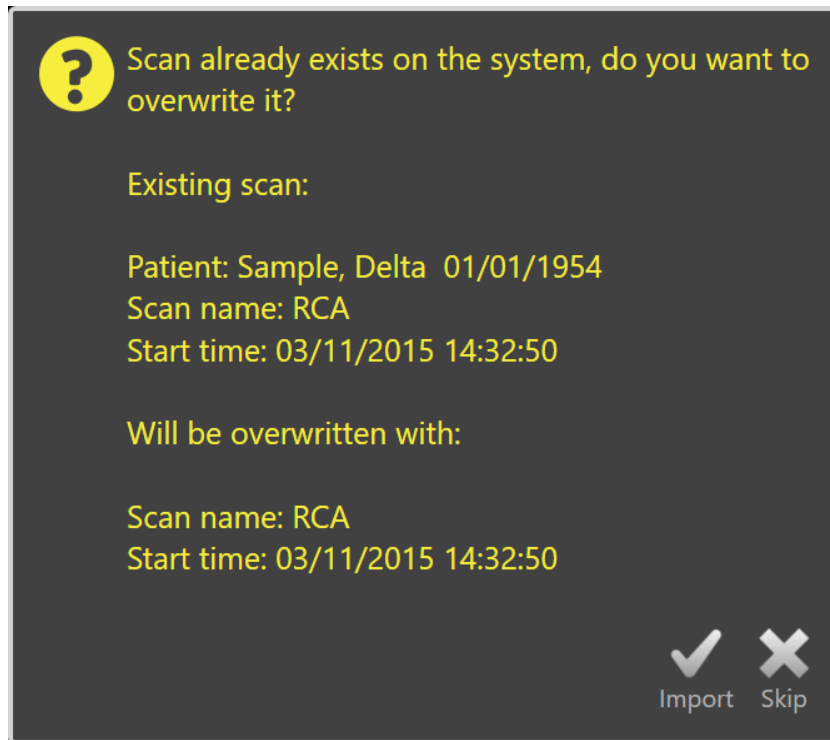 Scan already exists on the system, do you want to
overwrite it?
Existing scan:
Patient: Sample, Delta 01/01/1954
Scan name: RCA
Start time: 03/11/2015 14:32:50
Will be overwritten with:
Scan name: RCA
Start time: 03/11/2015 14:32:50
Import Skip